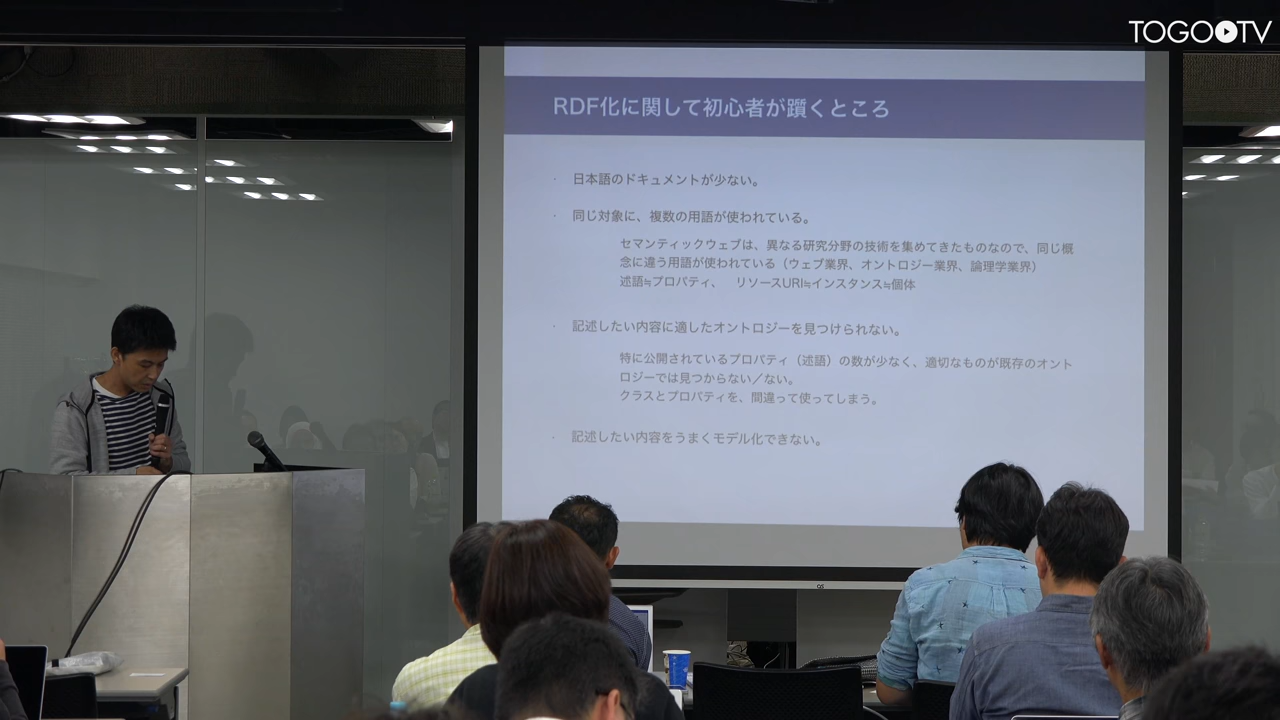 TOGO TV
RDF化に関して初心者が躓くところ
· 日本語のドキュメントが少ない。
· 同じ対象に、複数の用語が使われている。
セマンティックウェブは、異なる研究分野の技術を集めてきたものなので、同じ概
念に違う用語が使われている（ウェブ業界、オントロジー業界、論理学業界）
述語≒プロパティ、 リソースURI≒インスタンス≒個体
· 記述したい内容に適したオントロジーを見つけられない。
特に公開されているプロパティ（述語）の数が少なく、適切なものが既存のオント
ロジーでは見つからない／ない。
クラスとプロパティを、間違って使ってしまう。
· 記述したい内容をうまくモデル化できない。